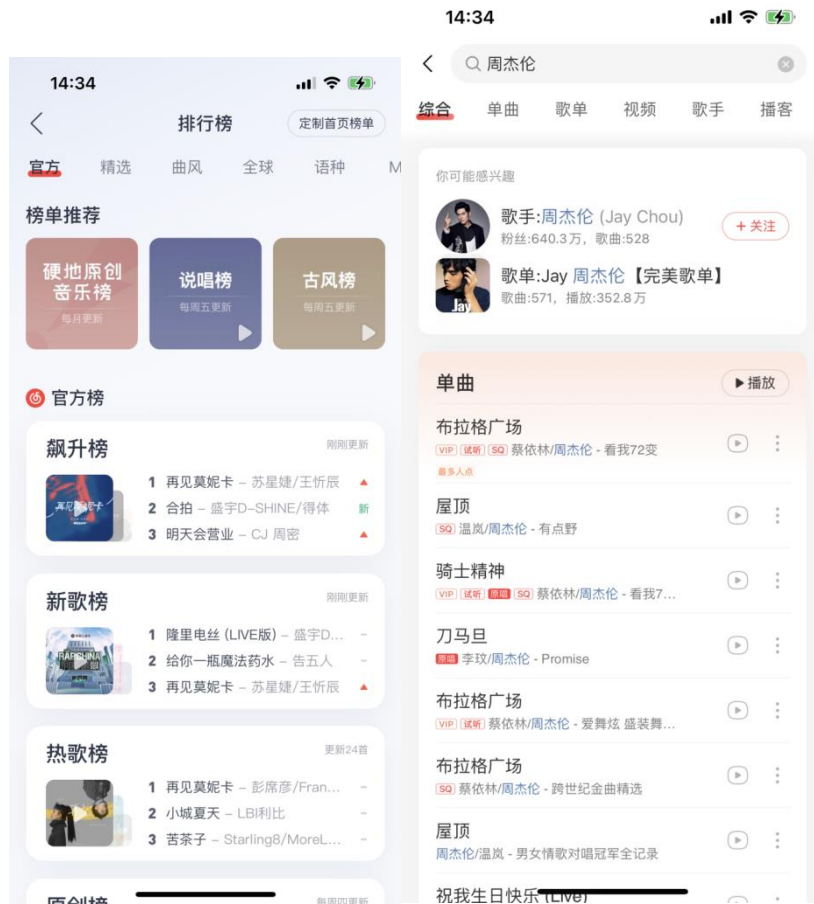 14:34
排行榜
定制首页榜单
官方 精选 曲风 全球 语种 M
榜单推荐
硬地原创
音乐榜
每月更新
说唱榜
每周五更新
古风榜
每周五更新
官方榜
飙升榜
刚刚更新
再见莫妮卡
1 再见莫妮卡 – 苏星婕/王忻辰
2 合拍 – 盛宇D-SHINE/得体 新
3 明天会营业 – CJ 周密
新歌榜
刚刚更新
RAPCHINA
1 隆里电丝 (LIVE版) – 盛宇D...
2 给你一瓶魔法药水 – 告五人
3 再见莫妮卡 – 苏星婕/王忻辰
热歌榜
更新24首
1 再见莫妮卡 – 彭席彦/Fran...
2 小城夏天 – LBI利比
3 苦茶子 – Starling8/MoreL...
原创榜
每周四更新
14:34
周杰伦
综合 单曲 歌单 视频 歌手 播客
你可能感兴趣
歌手:周杰伦 (Jay Chou)
粉丝:640.3万, 歌曲:528
+ 关注
Jay
歌单:Jay 周杰伦【完美歌单】
歌曲:571, 播放:352.8万
单曲
播放
布拉格广场
VIP 试听 SQ 蔡依林/周杰伦 - 看我72变
最多人点
屋顶
SQ 温岚/周杰伦 - 有点野
骑士精神
VIP 试听 原唱 SQ 蔡依林/周杰伦 - 看我7...
刀马旦
原唱 李玟/周杰伦 - Promise
布拉格广场
VIP 试听 蔡依林/周杰伦 - 爱舞炫 盛装舞...
布拉格广场
SQ 蔡依林/周杰伦 - 跨世纪金曲精选
屋顶
周杰伦/温岚 - 男女情歌对唱冠军全记录
祝我生日快乐 (Live)